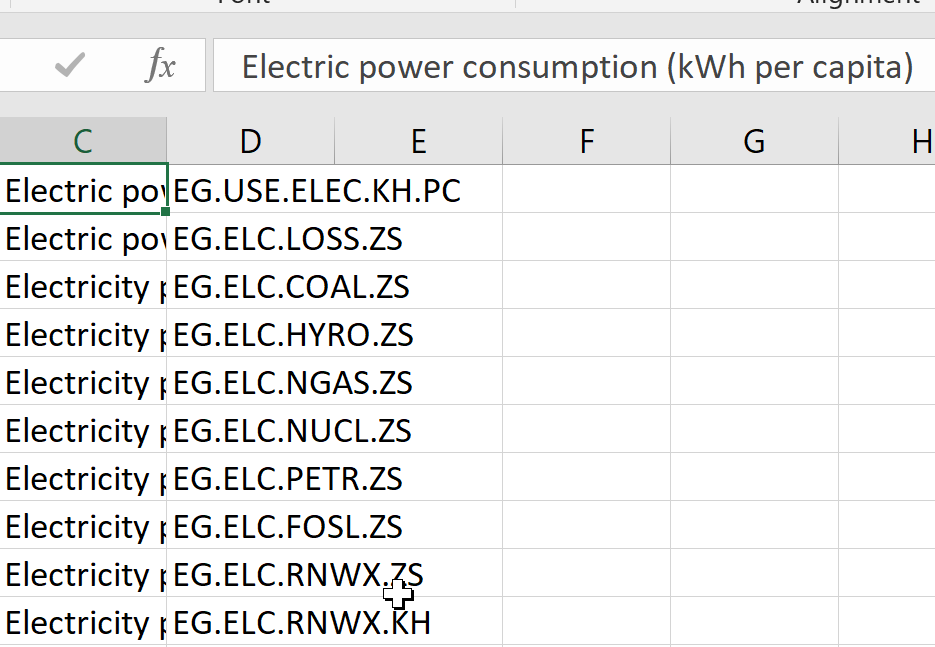 Font Alignment
fx Electric power consumption (kWh per capita)
C D E F G H
Electric pow EG.USE.ELEC.KH.PC
Electric pow EG.ELC.LOSS.ZS
Electricity p EG.ELC.COAL.ZS
Electricity p EG.ELC.HYRO.ZS
Electricity p EG.ELC.NGAS.ZS
Electricity p EG.ELC.NUCL.ZS
Electricity p EG.ELC.PETR.ZS
Electricity p EG.ELC.FOSL.ZS
Electricity p EG.ELC.RNWX.ZS
Electricity p EG.ELC.RNWX.KH